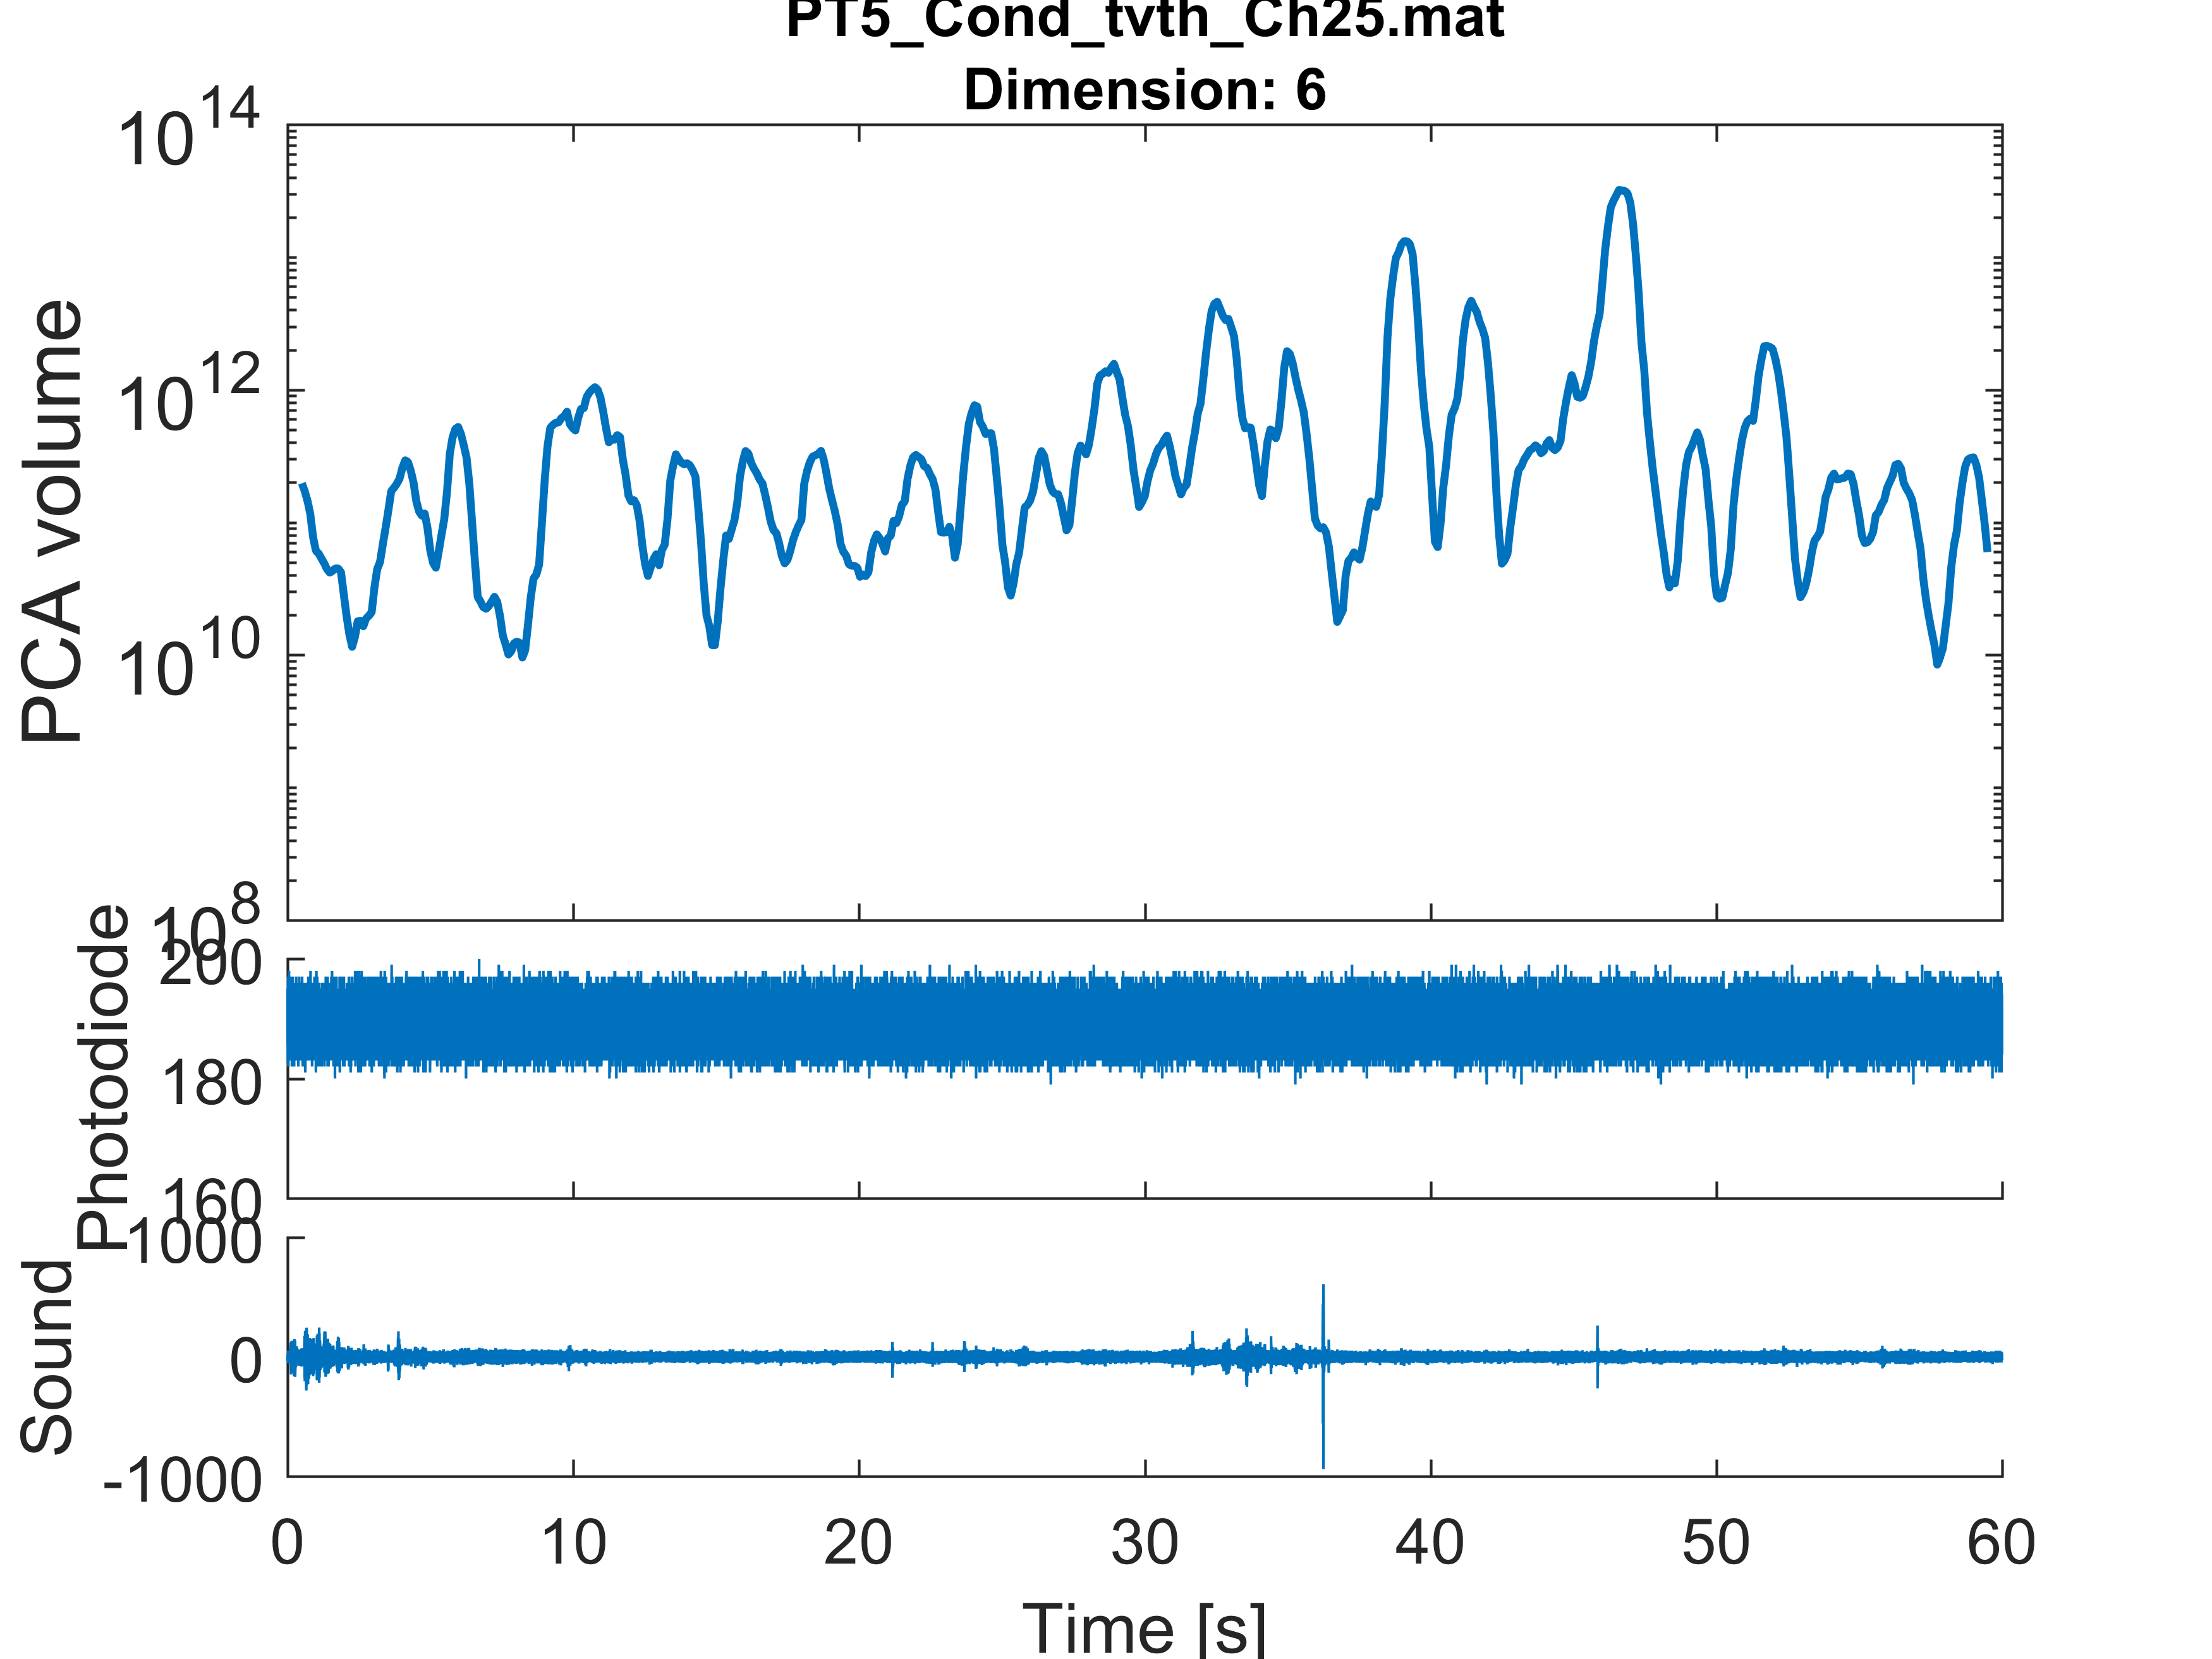 PT5_Cond_tvth_Ch25.mat
Dimension: 6
10^14
10^12
10^10
10^8
PCA volume
200
180
160
Photodiode
1000
0
-1000
Sound
0 10 20 30 40 50 60
Time [s]